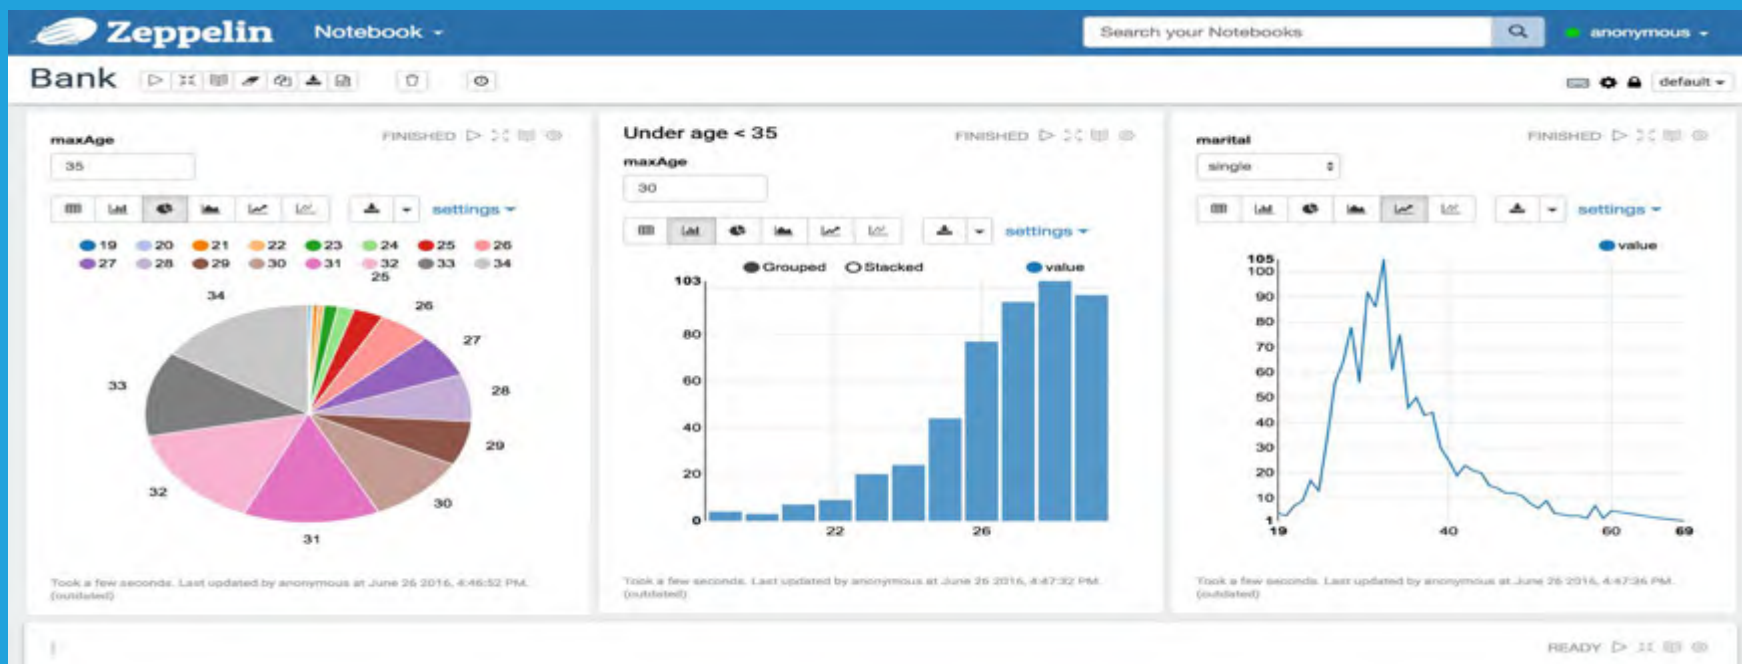 Zeppelin Notebook Search your Notebooks anonymous
Bank default
maxAge FINISHED
35
settings
19 20 21 22 23 24 25 26
27 28 29 30 31 32 33 34
25
34
26
27
33
28
29
32
30
31
Took a few seconds. Last updated by anonymous at June 26 2016, 4:46:52 PM.
(outdated)
Under age < 35 FINISHED
maxAge
30
settings
Grouped Stacked value
103
80
60
40
20
0
22 26
Took a few seconds. Last updated by anonymous at June 26 2016, 4:47:32 PM.
(outdated)
marital FINISHED
single
settings
value
105
100
90
80
70
60
50
40
30
20
10
1
19 40 60 69
Took a few seconds. Last updated by anonymous at June 26 2016, 4:47:36 PM.
(outdated)
READY